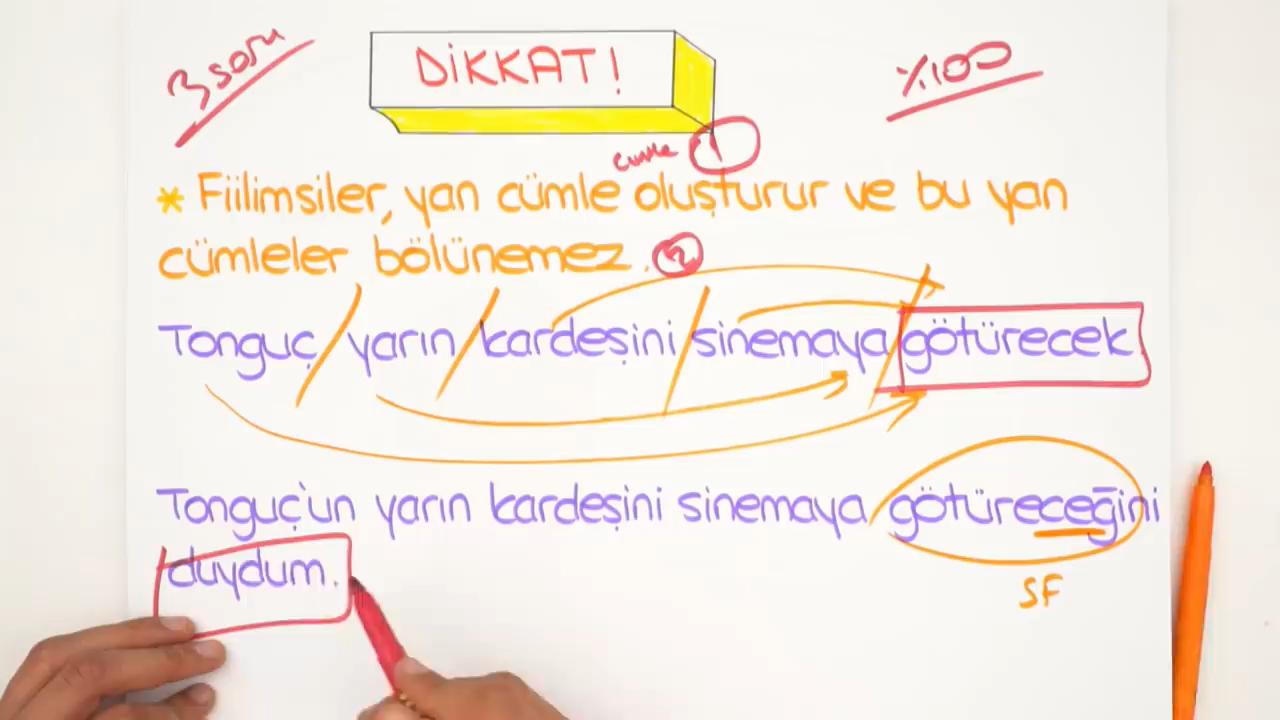 3 soru
DİKKAT!
%100
cümle 1
* Fiilimsiler, yan cümle oluşturur ve bu yan
cümleler bölünemez. 2
Tonguç / yarın / kardeşini / sinemaya / götürecek
Tonguç'un yarın kardeşini sinemaya götüreceğini
duydum.
SF